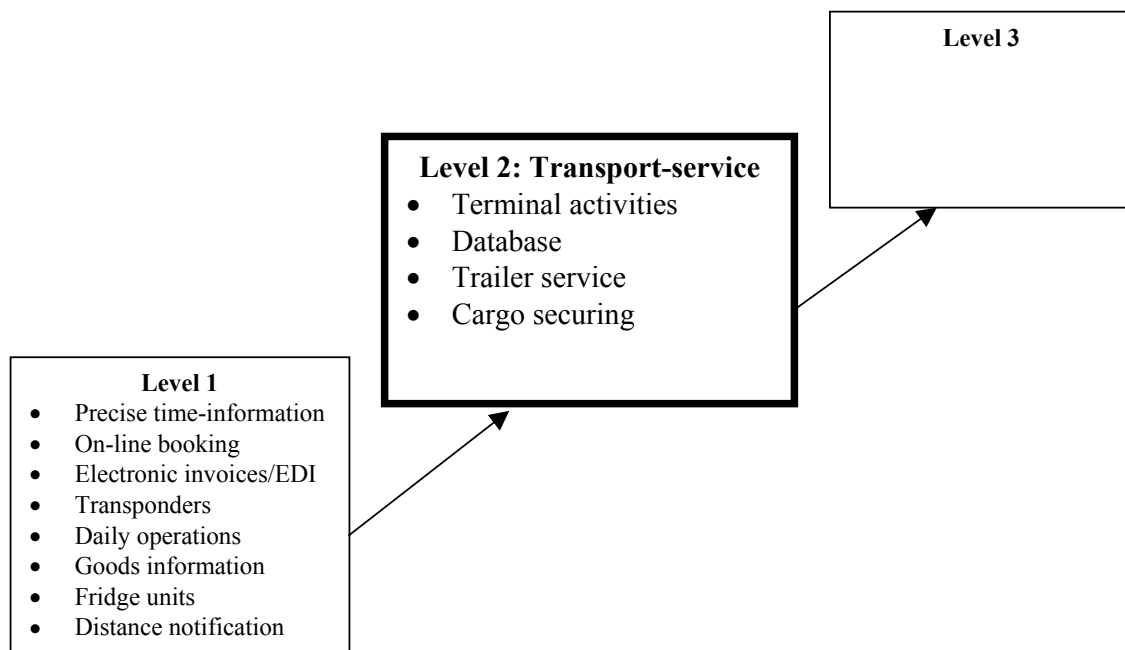 Level 3
Level 2: Transport-service
• Terminal activities
• Database
• Trailer service
• Cargo securing
Level 1
• Precise time-information
• On-line booking
• Electronic invoices/EDI
• Transponders
• Daily operations
• Goods information
• Fridge units
• Distance notification